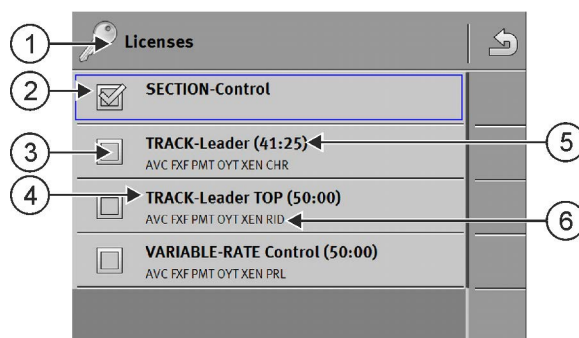 Licenses
1
2
SECTION-Control
3
TRACK-Leader (41:25)
5
AVC FXF PMT OYT XEN CHR
4
TRACK-Leader TOP (50:00)
AVC FXF PMT OYT XEN RID
6
VARIABLE-RATE Control (50:00)
AVC FXF PMT OYT XEN PRL